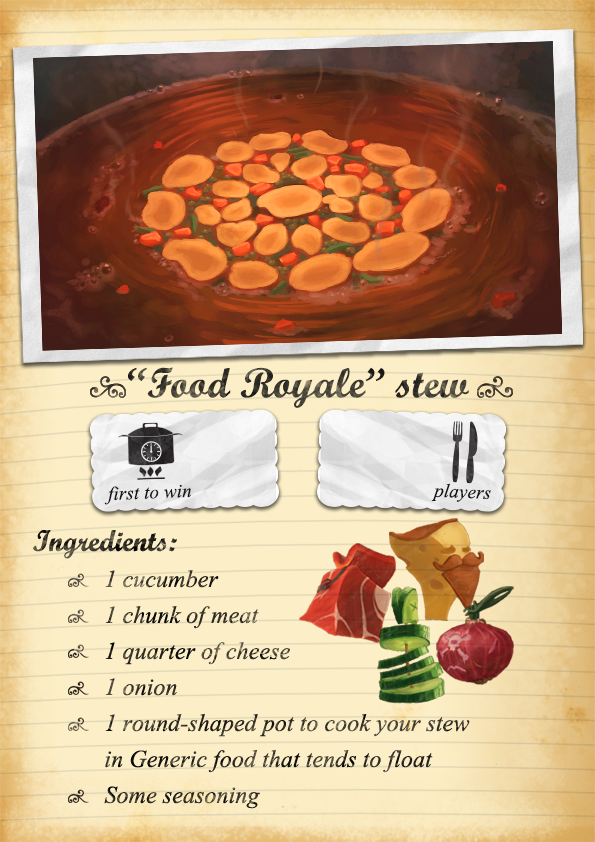 “Food Royale” stew
first to win
players
Ingredients:
1 cucumber
1 chunk of meat
1 quarter of cheese
1 onion
1 round-shaped pot to cook your stew
in Generic food that tends to float
Some seasoning